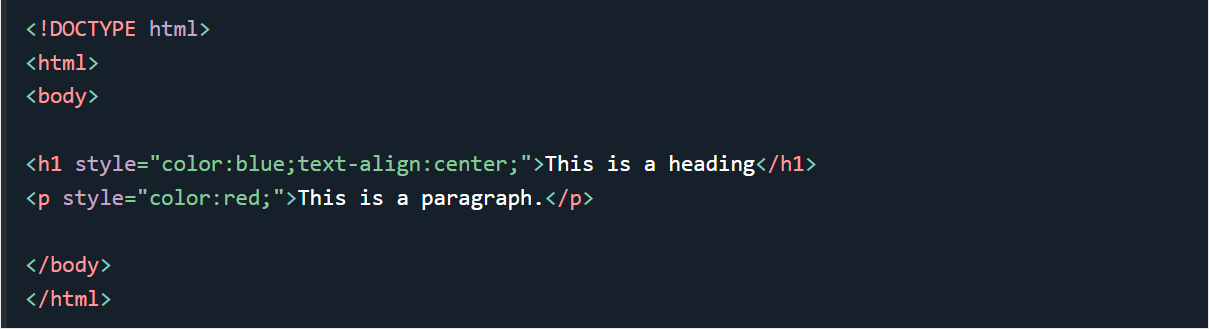 <!DOCTYPE html>
<html>
<body>
<h1 style="color:blue;text-align:center;">This is a heading</h1>
<p style="color:red;">This is a paragraph.</p>
</body>
</html>